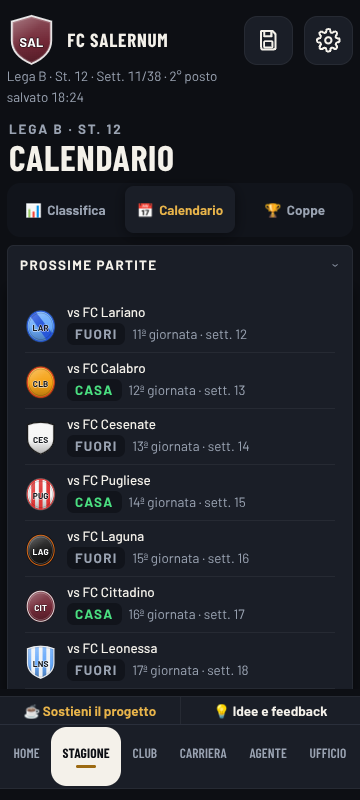 SAL
FC SALERNUM
Lega B · St. 12 · Sett. 11/38 · 2° posto
salvato 18:24
LEGA B · ST. 12
CALENDARIO
Classifica
Calendario
Coppe
PROSSIME PARTITE
LAR
vs FC Lariano
FUORI 11ª giornata · sett. 12
CLB
vs FC Calabro
CASA 12ª giornata · sett. 13
CES
vs FC Cesenate
FUORI 13ª giornata · sett. 14
PUG
vs FC Pugliese
CASA 14ª giornata · sett. 15
LAG
vs FC Laguna
FUORI 15ª giornata · sett. 16
CIT
vs FC Cittadino
CASA 16ª giornata · sett. 17
LNS
vs FC Leonessa
FUORI 17ª giornata · sett. 18
☕ Sostieni il progetto
💡 Idee e feedback
HOME
STAGIONE
CLUB
CARRIERA
AGENTE
UFFICIO